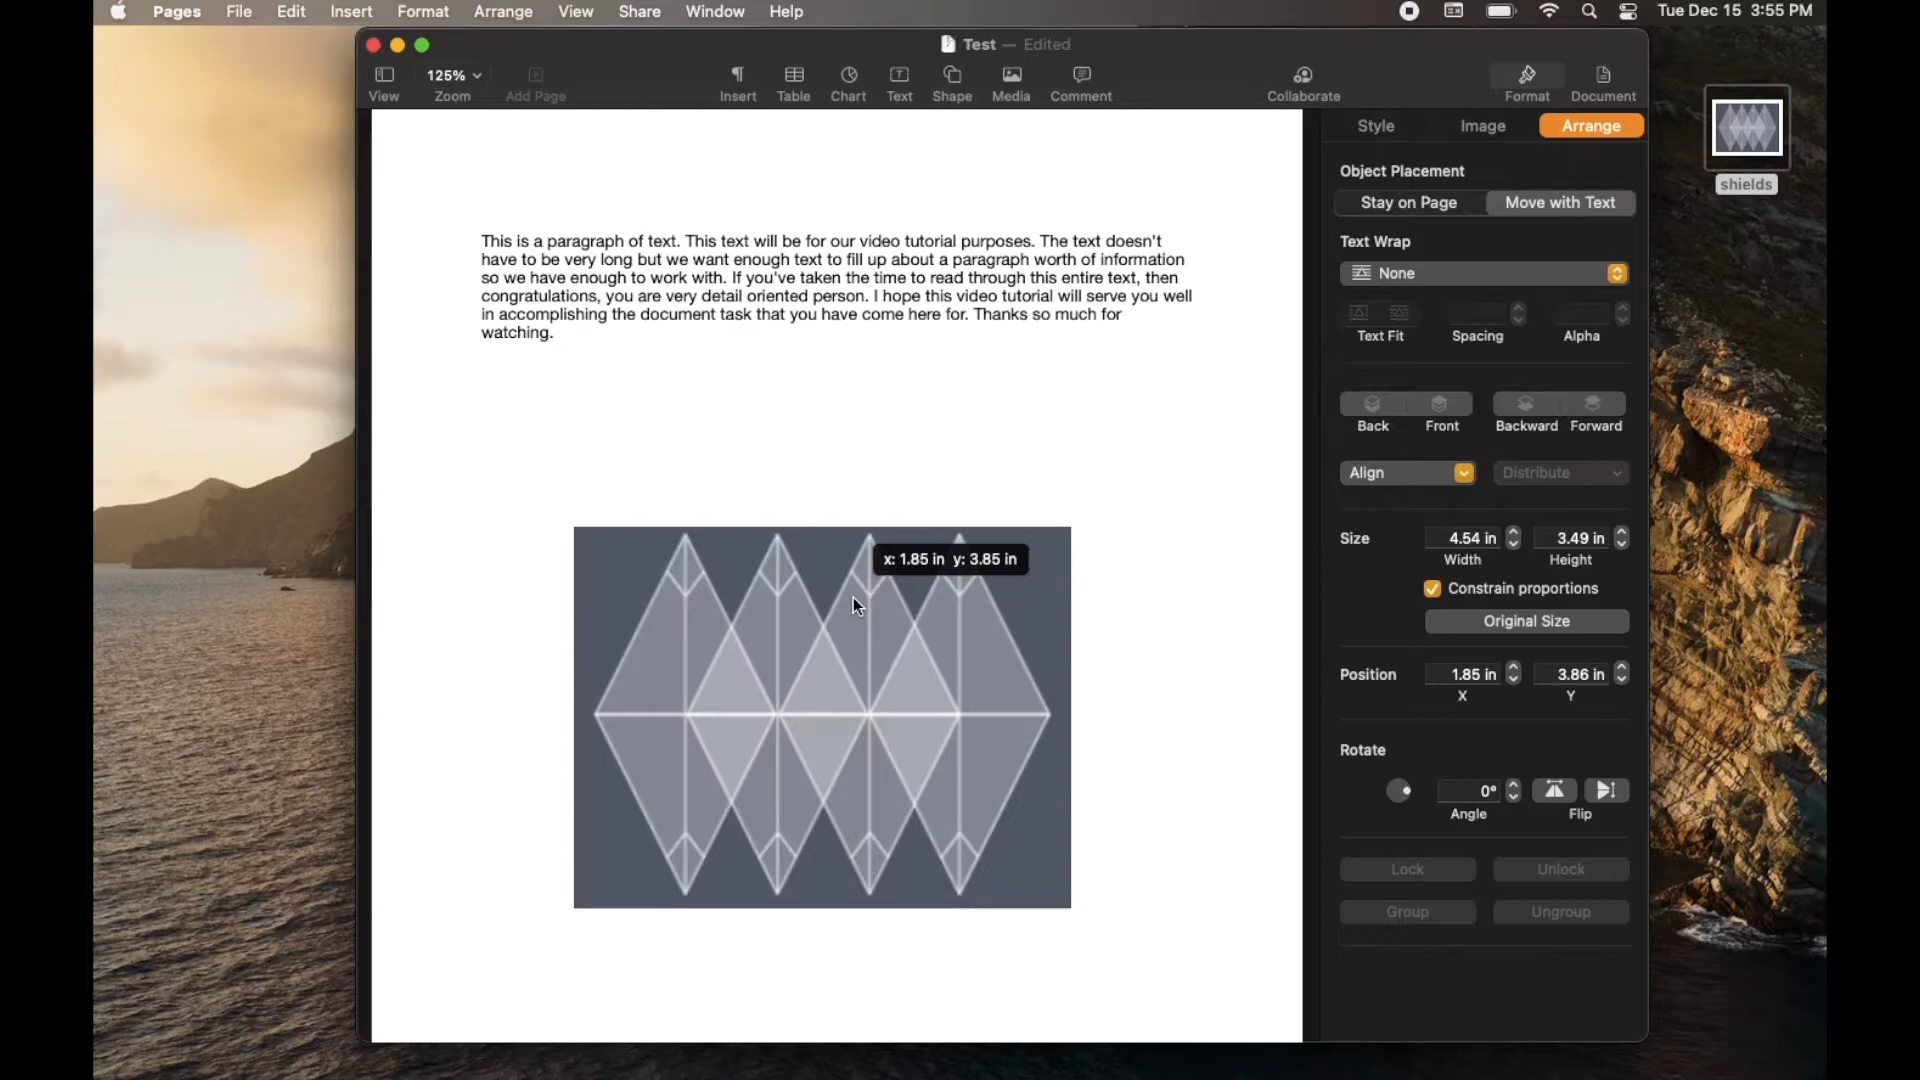 Pages File Edit Insert Format Arrange View Share Window Help Tue Dec 15 3:55 PM
Test — Edited
125%
View Zoom Add Page Insert Table Chart Text Shape Media Comment Collaborate Format Document
Style Image Arrange
shields
Object Placement
Stay on Page Move with Text
Text Wrap
None
Text Fit Spacing Alpha
Back Front Backward Forward
Align Distribute
Size 4.54 in 3.49 in
Width Height
Constrain proportions
Original Size
Position 1.85 in 3.86 in
X Y
Rotate
0°
Angle Flip
Lock Unlock
Group Ungroup
This is a paragraph of text. This text will be for our video tutorial purposes. The text doesn't
have to be very long but we want enough text to fill up about a paragraph worth of information
so we have enough to work with. If you've taken the time to read through this entire text, then
congratulations, you are very detail oriented person. I hope this video tutorial will serve you well
in accomplishing the document task that you have come here for. Thanks so much for
watching.
x: 1.85 in y: 3.85 in